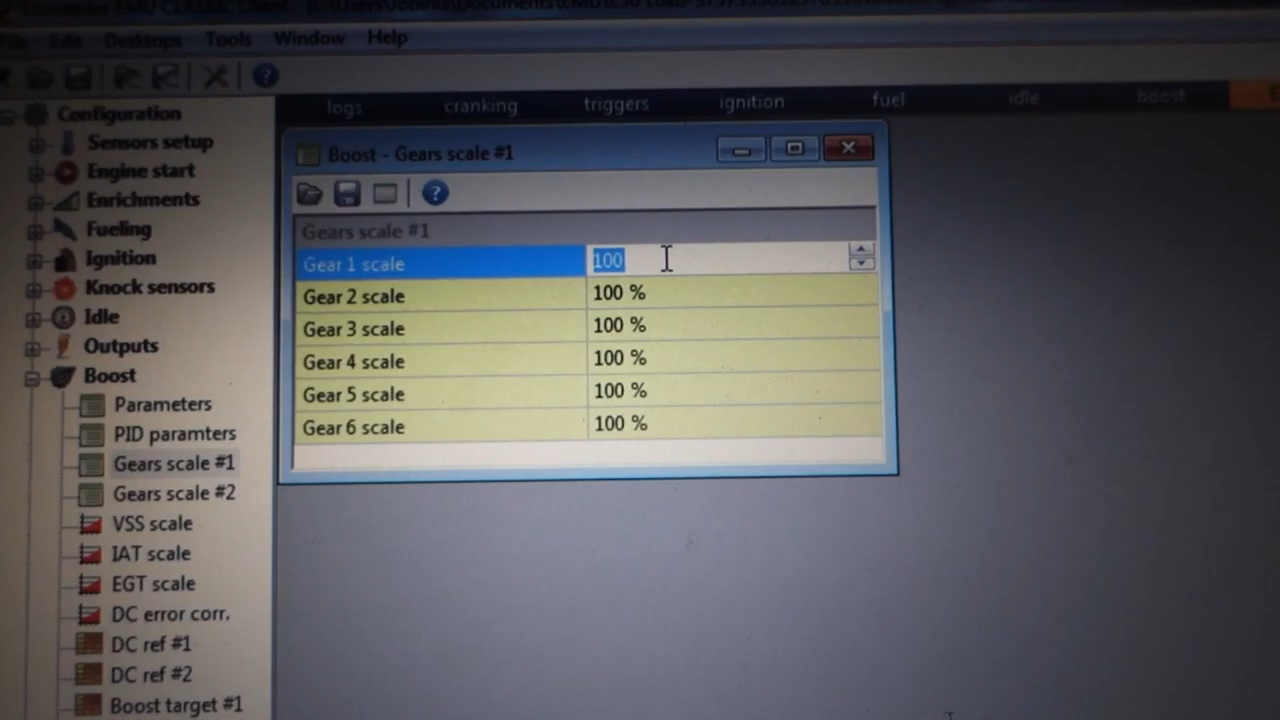 File Edit Desktops Tools Window Help
logs cranking triggers ignition fuel idle boost
Configuration
Sensors setup
Engine start
Enrichments
Fueling
Ignition
Knock sensors
Idle
Outputs
Boost
Parameters
PID paramters
Gears scale #1
Gears scale #2
VSS scale
IAT scale
EGT scale
DC error corr.
DC ref #1
DC ref #2
Boost target #1
Boost - Gears scale #1
Gears scale #1
Gear 1 scale 100
Gear 2 scale 100 %
Gear 3 scale 100 %
Gear 4 scale 100 %
Gear 5 scale 100 %
Gear 6 scale 100 %